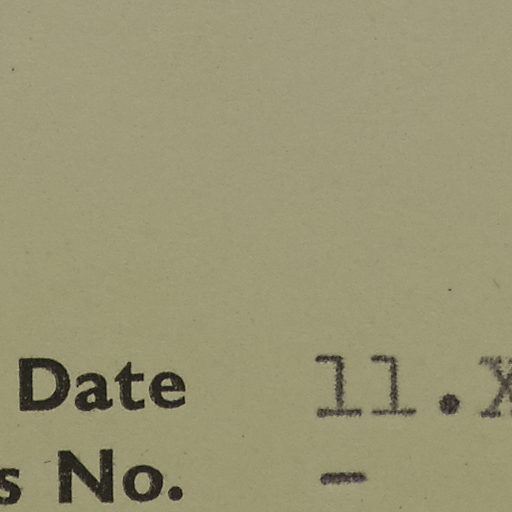 Date 11.X
s No. –